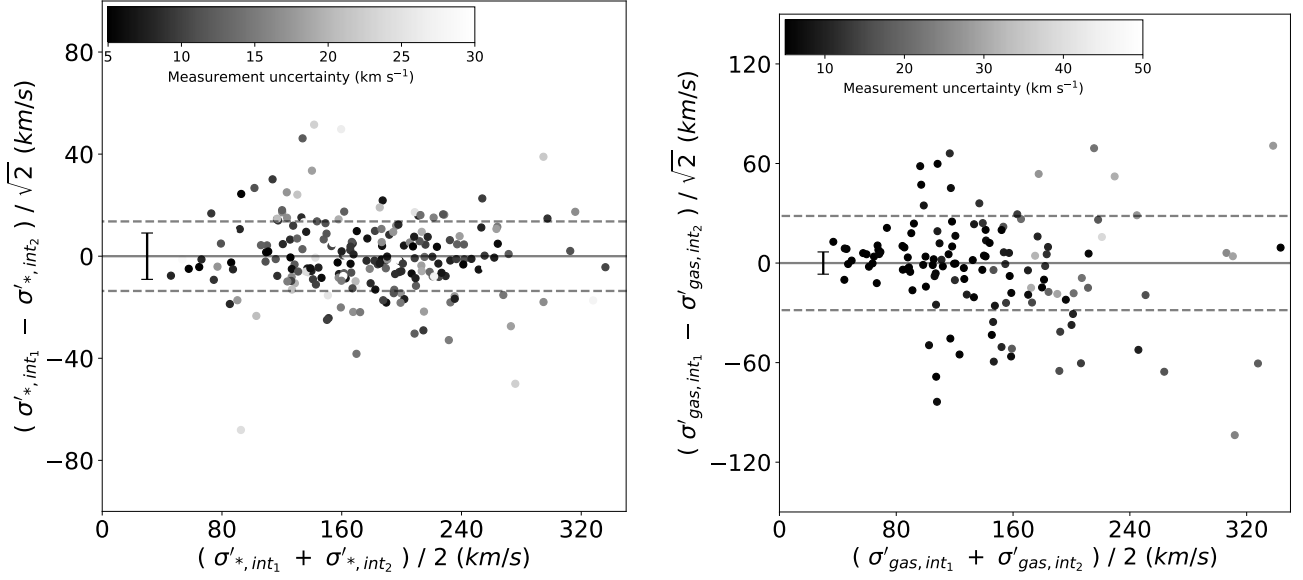 5 10 15 20 25 30
Measurement uncertainty (km s⁻¹)
80
40
0
−40
−80
( σ′*,int₁ − σ′*,int₂ ) / √2 (km/s)
0 80 160 240 320
( σ′*,int₁ + σ′*,int₂ ) / 2 (km/s)
10 20 30 40 50
Measurement uncertainty (km s⁻¹)
120
60
0
−60
−120
( σ′gas,int₁ − σ′gas,int₂ ) / √2 (km/s)
0 80 160 240 320
( σ′gas,int₁ + σ′gas,int₂ ) / 2 (km/s)